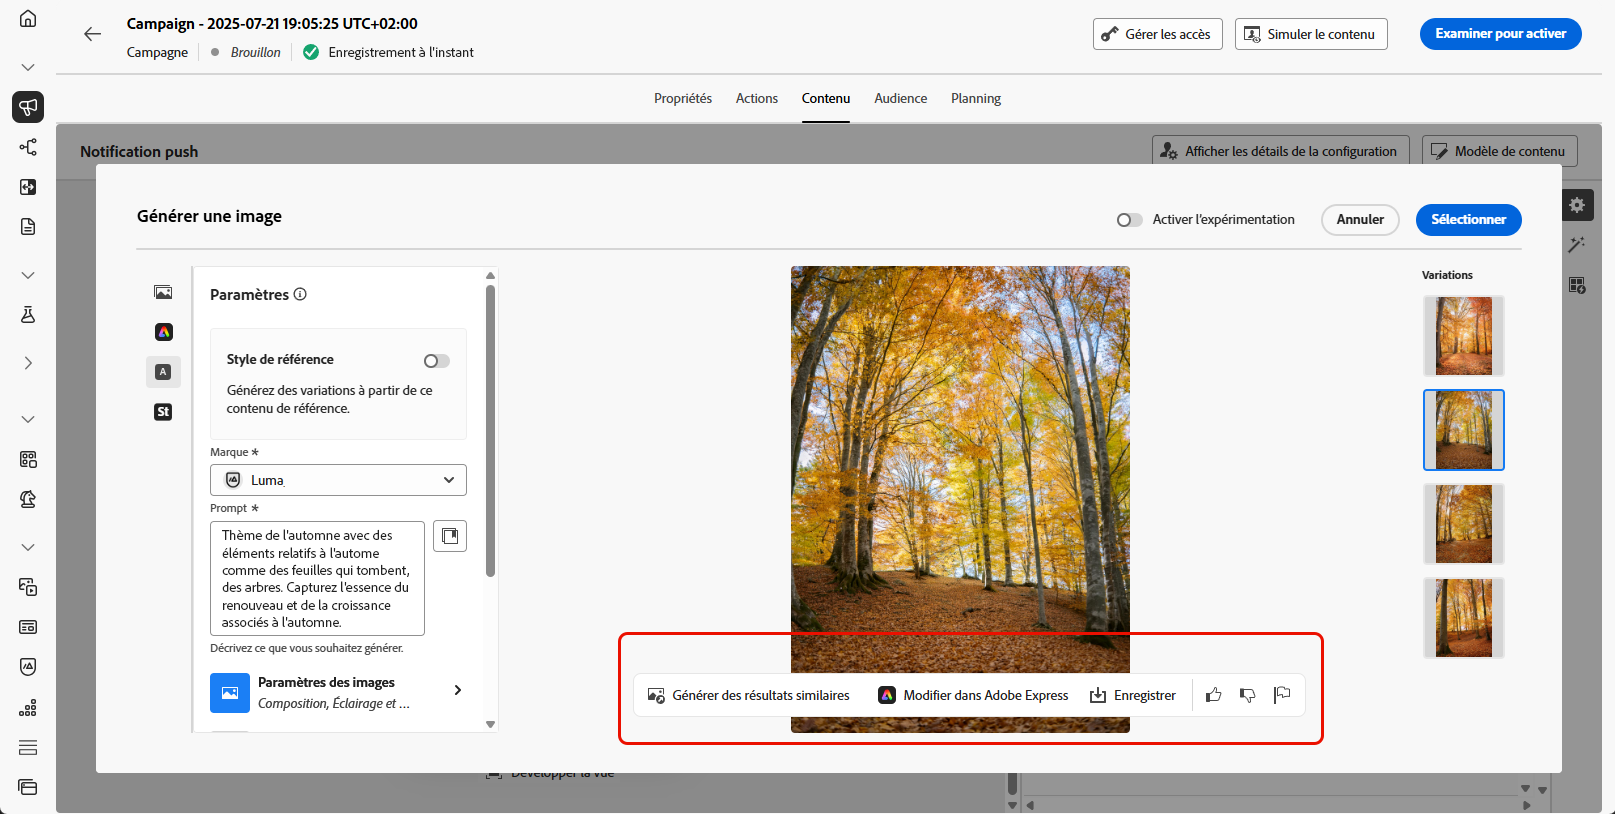 Campaign - 2025-07-21 19:05:25 UTC+02:00
Campagne
Brouillon
Enregistrement à l'instant
Gérer les accès
Simuler le contenu
Examiner pour activer
Propriétés
Actions
Contenu
Audience
Planning
Notification push
Afficher les détails de la configuration
Modèle de contenu
Générer une image
Activer l'expérimentation
Annuler
Sélectionner
A
St
Paramètres
Style de référence
Générez des variations à partir de ce
contenu de référence.
Marque *
Luma
Prompt *
Thème de l'automne avec des
éléments relatifs à l'autome
comme des feuilles qui tombent,
des arbres. Capturez l'essence du
renouveau et de la croissance
associés à l'automne.
Décrivez ce que vous souhaitez générer.
Paramètres des images
Composition, Éclairage et ...
Générer des résultats similaires
Modifier dans Adobe Express
Enregistrer
Variations
Développer la vue